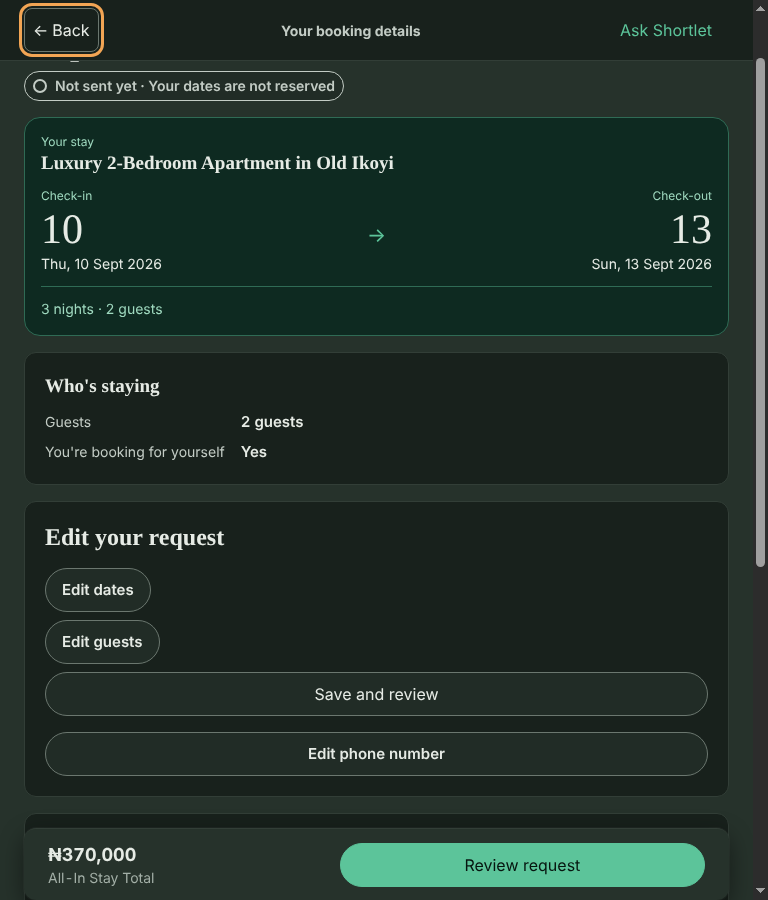 ← Back
Your booking details
Ask Shortlet
Not sent yet · Your dates are not reserved
Your stay
Luxury 2-Bedroom Apartment in Old Ikoyi
Check-in
Check-out
10
→
13
Thu, 10 Sept 2026
Sun, 13 Sept 2026
3 nights · 2 guests
Who's staying
Guests
2 guests
You're booking for yourself
Yes
Edit your request
Edit dates
Edit guests
Save and review
Edit phone number
₦370,000
All-In Stay Total
Review request